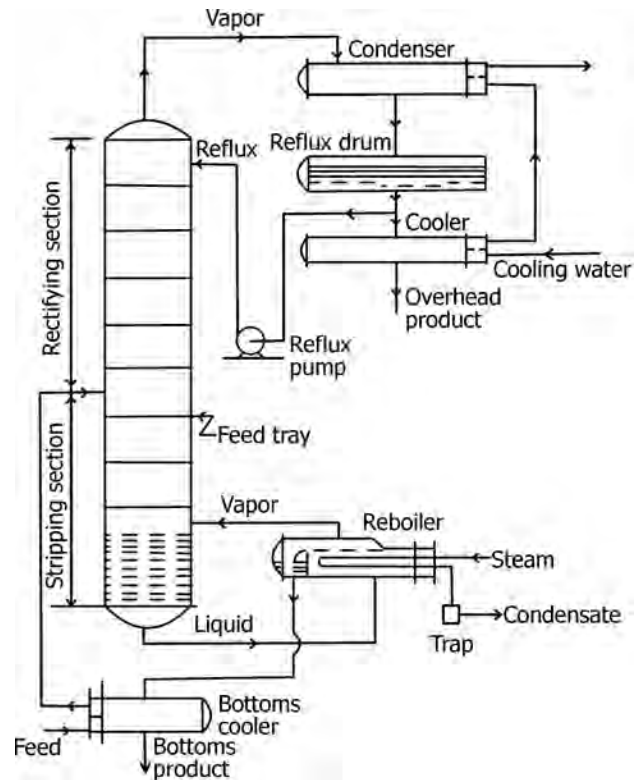 Vapor
Condenser
Reflux
Reflux drum
Cooler
Cooling water
Overhead
product
Reflux
pump
Rectifying section
Feed tray
Stripping section
Vapor
Reboiler
Steam
Condensate
Trap
Liquid
Bottoms
cooler
Feed
Bottoms
product